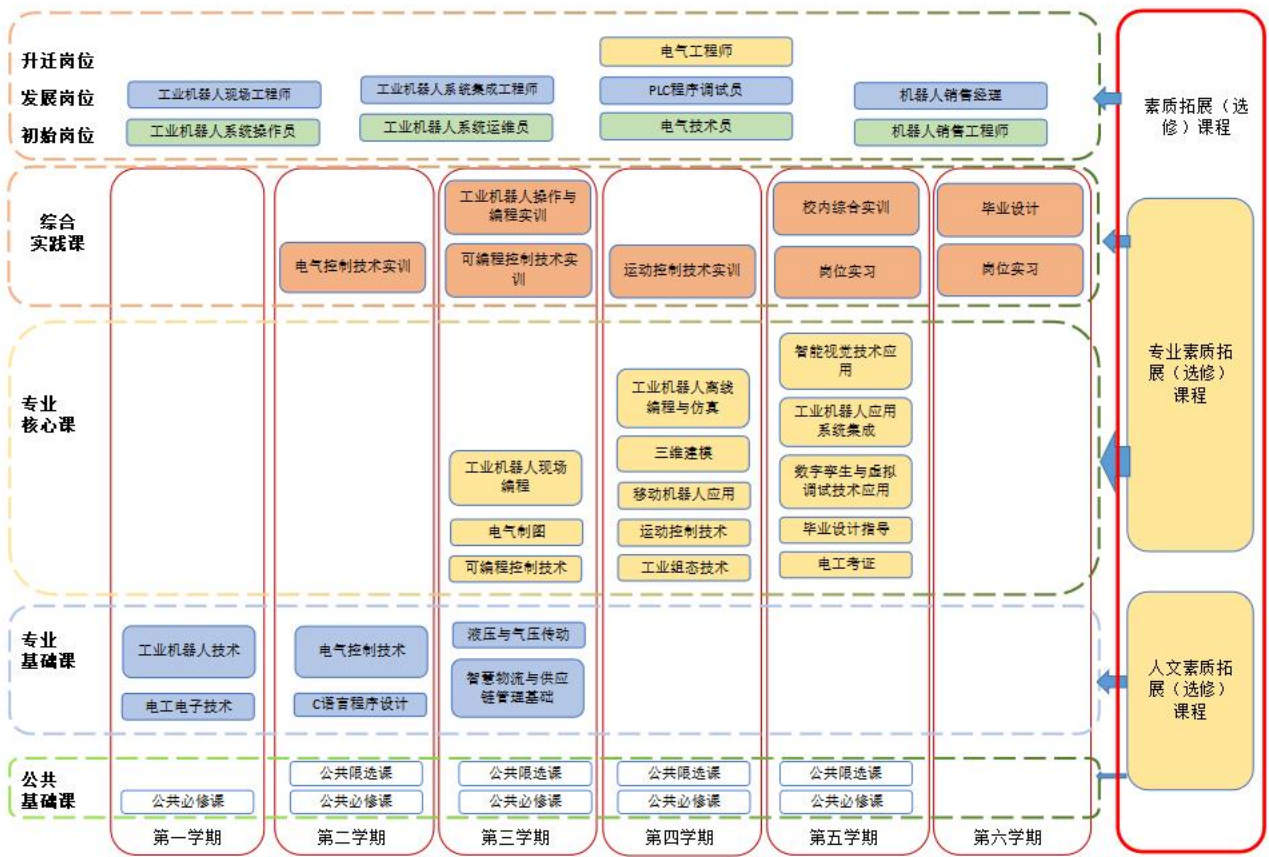 升迁岗位
电气工程师
发展岗位
工业机器人现场工程师
工业机器人系统集成工程师
PLC程序调试员
机器人销售经理
初始岗位
工业机器人系统操作员
工业机器人系统运维员
电气技术员
机器人销售工程师
综合
实践课
电气控制技术实训
工业机器人操作与
编程实训
可编程控制技术实
训
运动控制技术实训
校内综合实训
岗位实习
毕业设计
岗位实习
专业
核心课
工业机器人现场
编程
电气制图
可编程控制技术
工业机器人离线
编程与仿真
三维建模
移动机器人应用
运动控制技术
工业组态技术
智能视觉技术应
用
工业机器人应用
系统集成
数字孪生与虚拟
调试技术应用
毕业设计指导
电工考证
专业
基础课
工业机器人技术
电工电子技术
电气控制技术
C语言程序设计
液压与气压传动
智慧物流与供应
链管理基础
公共
基础课
公共必修课
公共限选课
公共必修课
公共限选课
公共必修课
公共限选课
公共必修课
公共限选课
公共必修课
第一学期
第二学期
第三学期
第四学期
第五学期
第六学期
素质拓展（选
修）课程
专业素质拓
展（选修）
课程
人文素质拓
展（选修）
课程